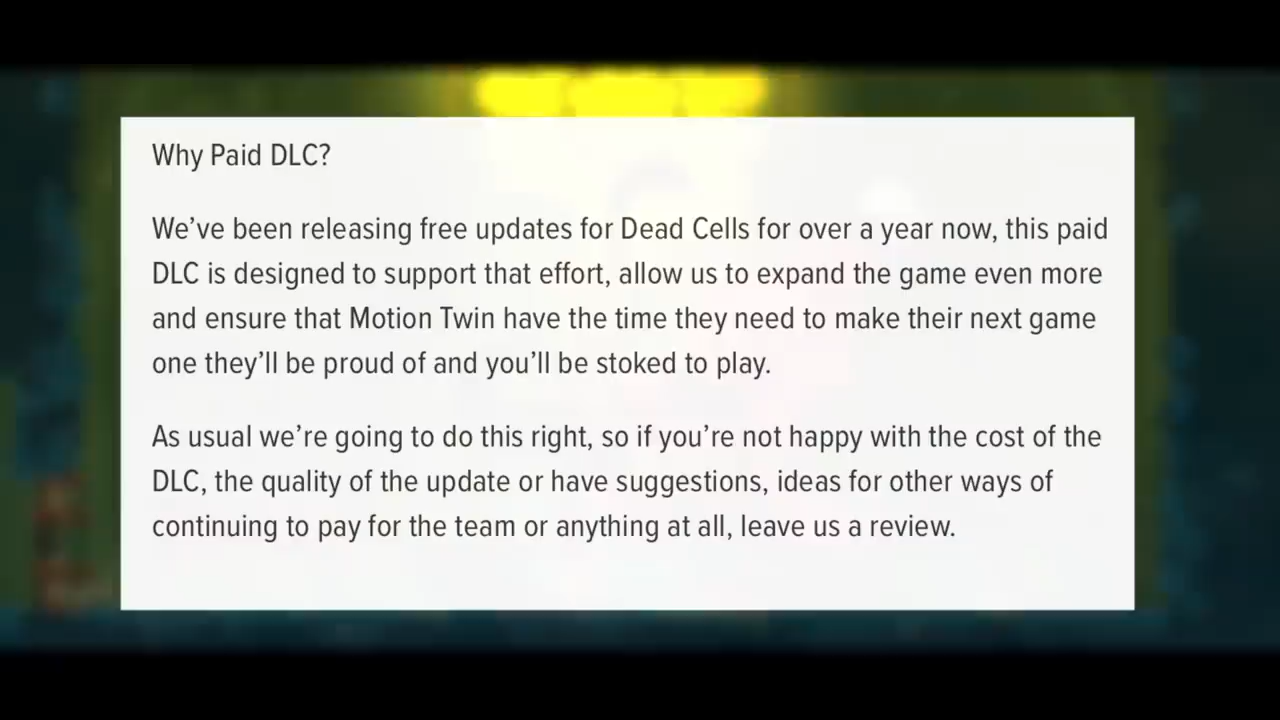 Why Paid DLC?
We’ve been releasing free updates for Dead Cells for over a year now, this paid
DLC is designed to support that effort, allow us to expand the game even more
and ensure that Motion Twin have the time they need to make their next game
one they’ll be proud of and you’ll be stoked to play.
As usual we’re going to do this right, so if you’re not happy with the cost of the
DLC, the quality of the update or have suggestions, ideas for other ways of
continuing to pay for the team or anything at all, leave us a review.